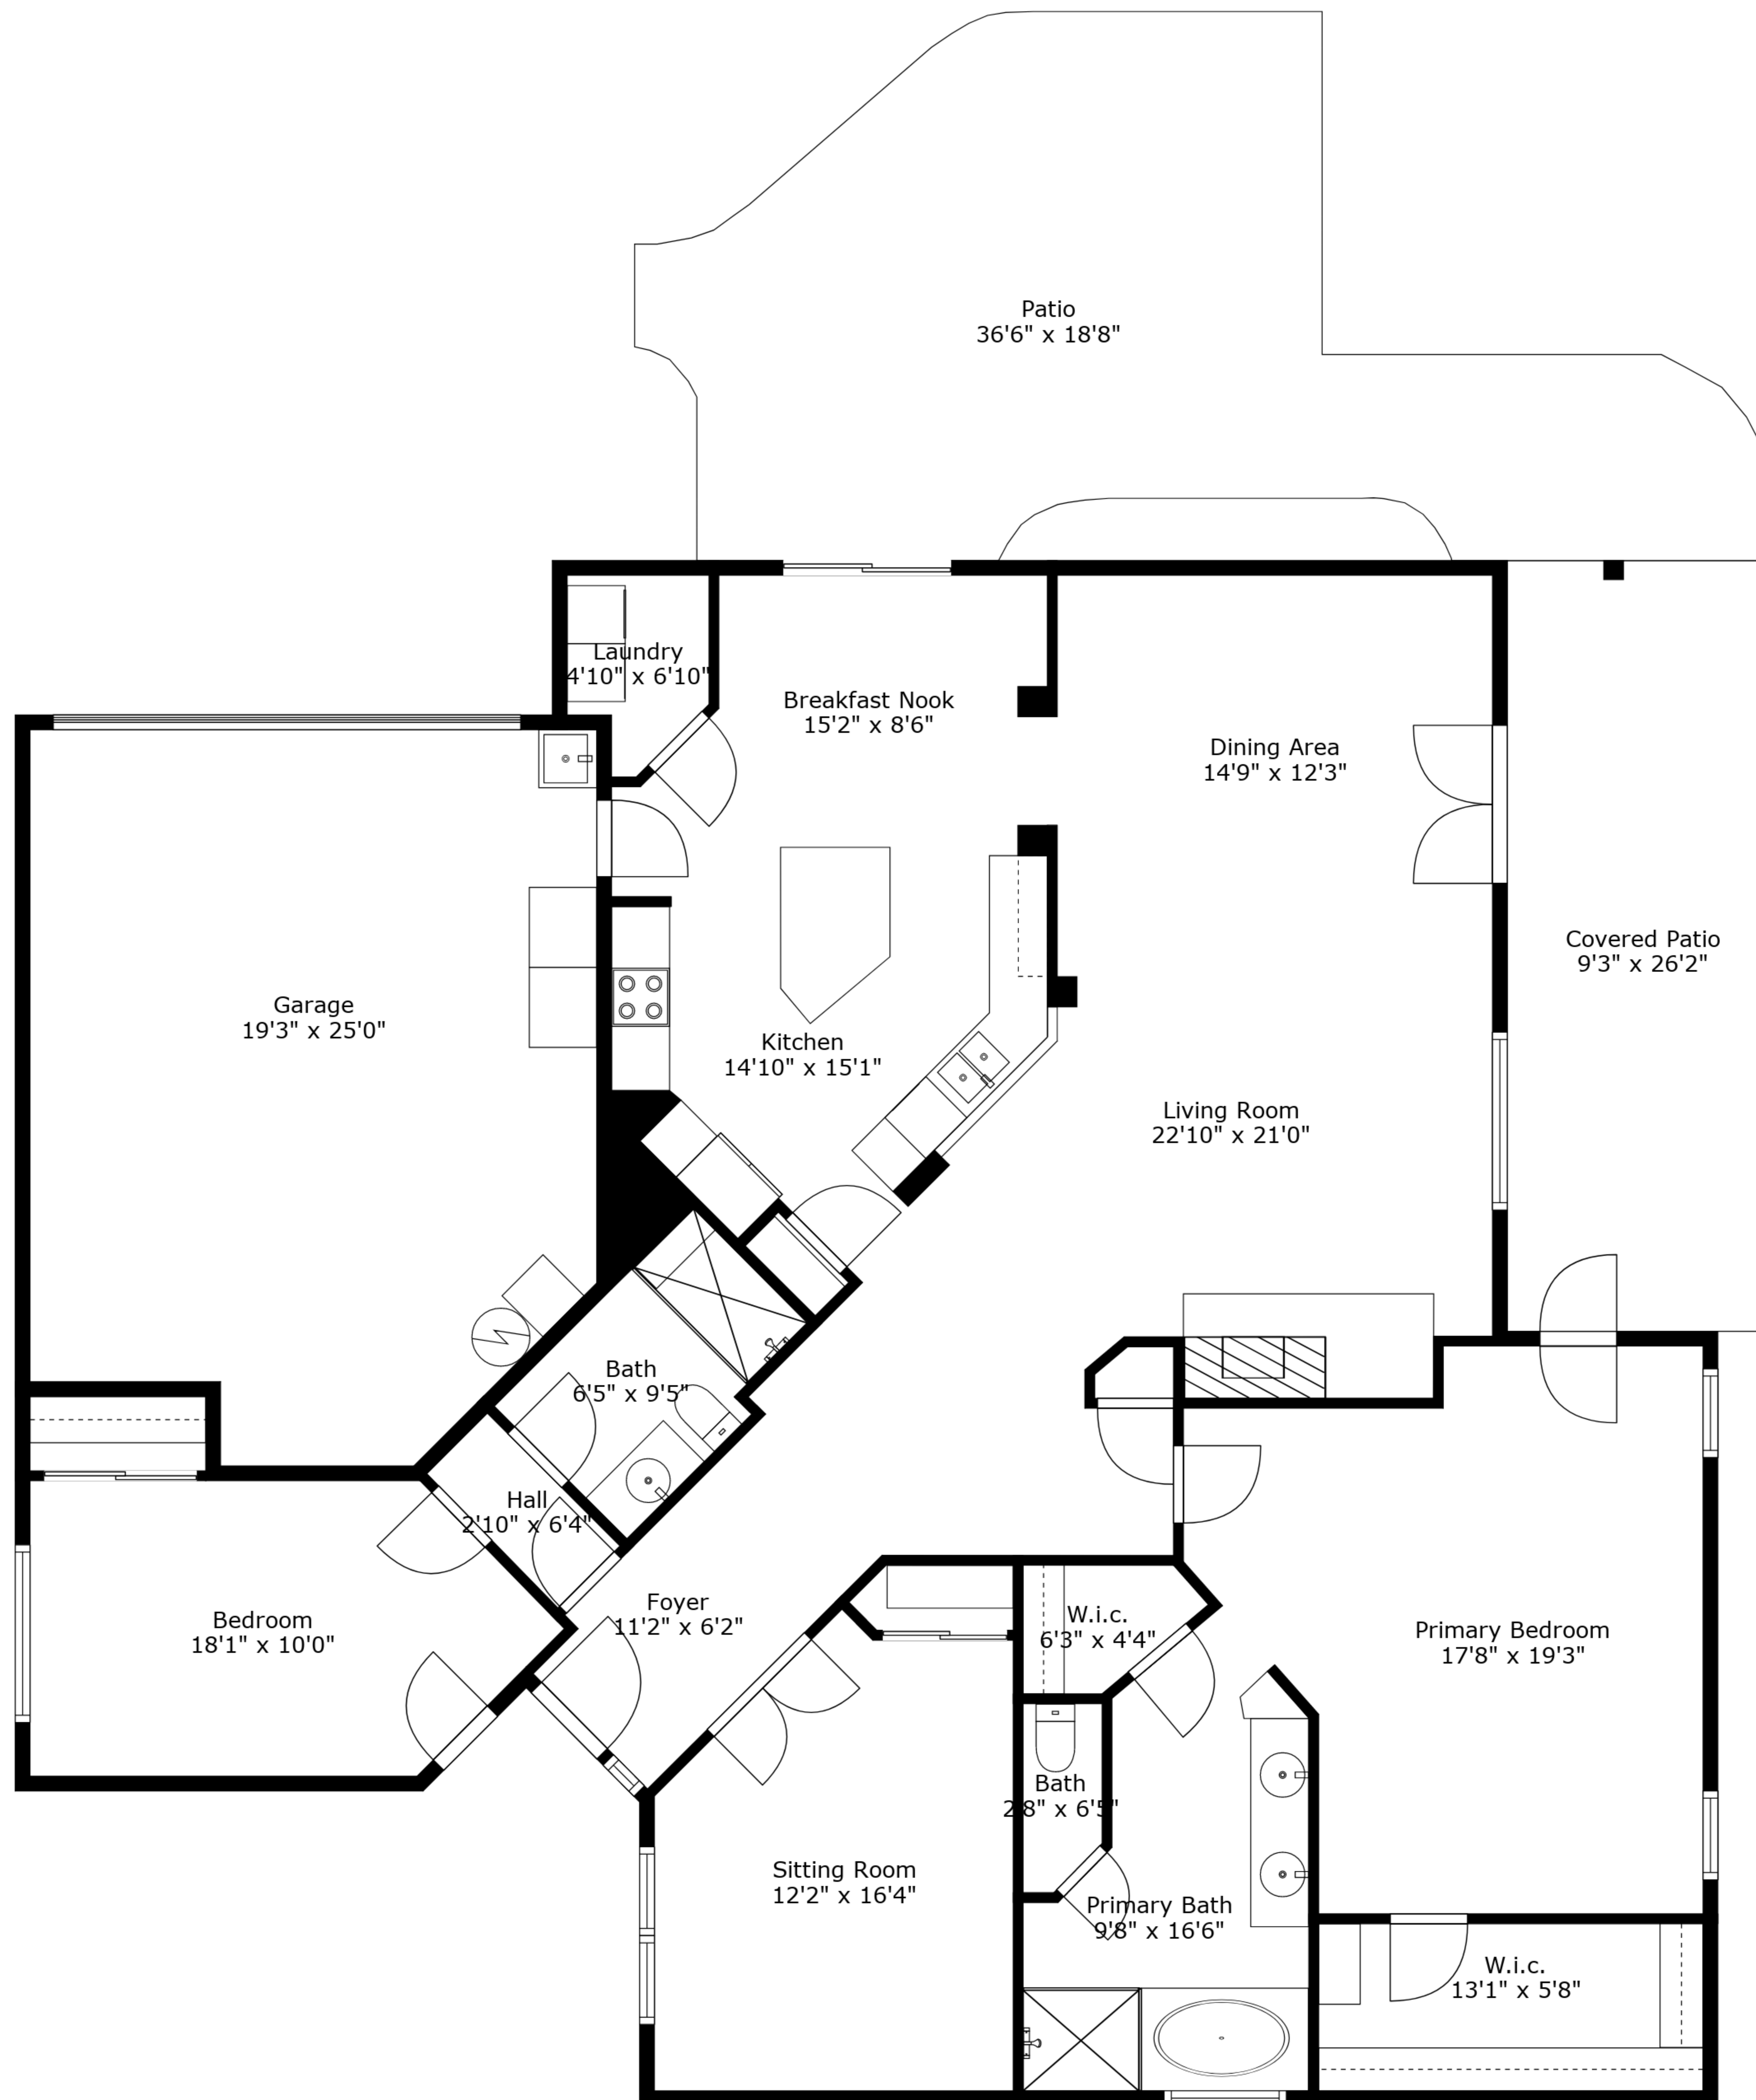 Patio
36'6" x 18'8"
Laundry
4'10" x 6'10"
Breakfast Nook
15'2" x 8'6"
Dining Area
14'9" x 12'3"
Covered Patio
9'3" x 26'2"
Garage
19'3" x 25'0"
Kitchen
14'10" x 15'1"
Living Room
22'10" x 21'0"
Bath
6'5" x 9'5"
Hall
2'10" x 6'4"
Foyer
11'2" x 6'2"
Bedroom
18'1" x 10'0"
W.i.c.
6'3" x 4'4"
Primary Bedroom
17'8" x 19'3"
Bath
2'8" x 6'5"
Sitting Room
12'2" x 16'4"
Primary Bath
9'8" x 16'6"
W.i.c.
13'1" x 5'8"